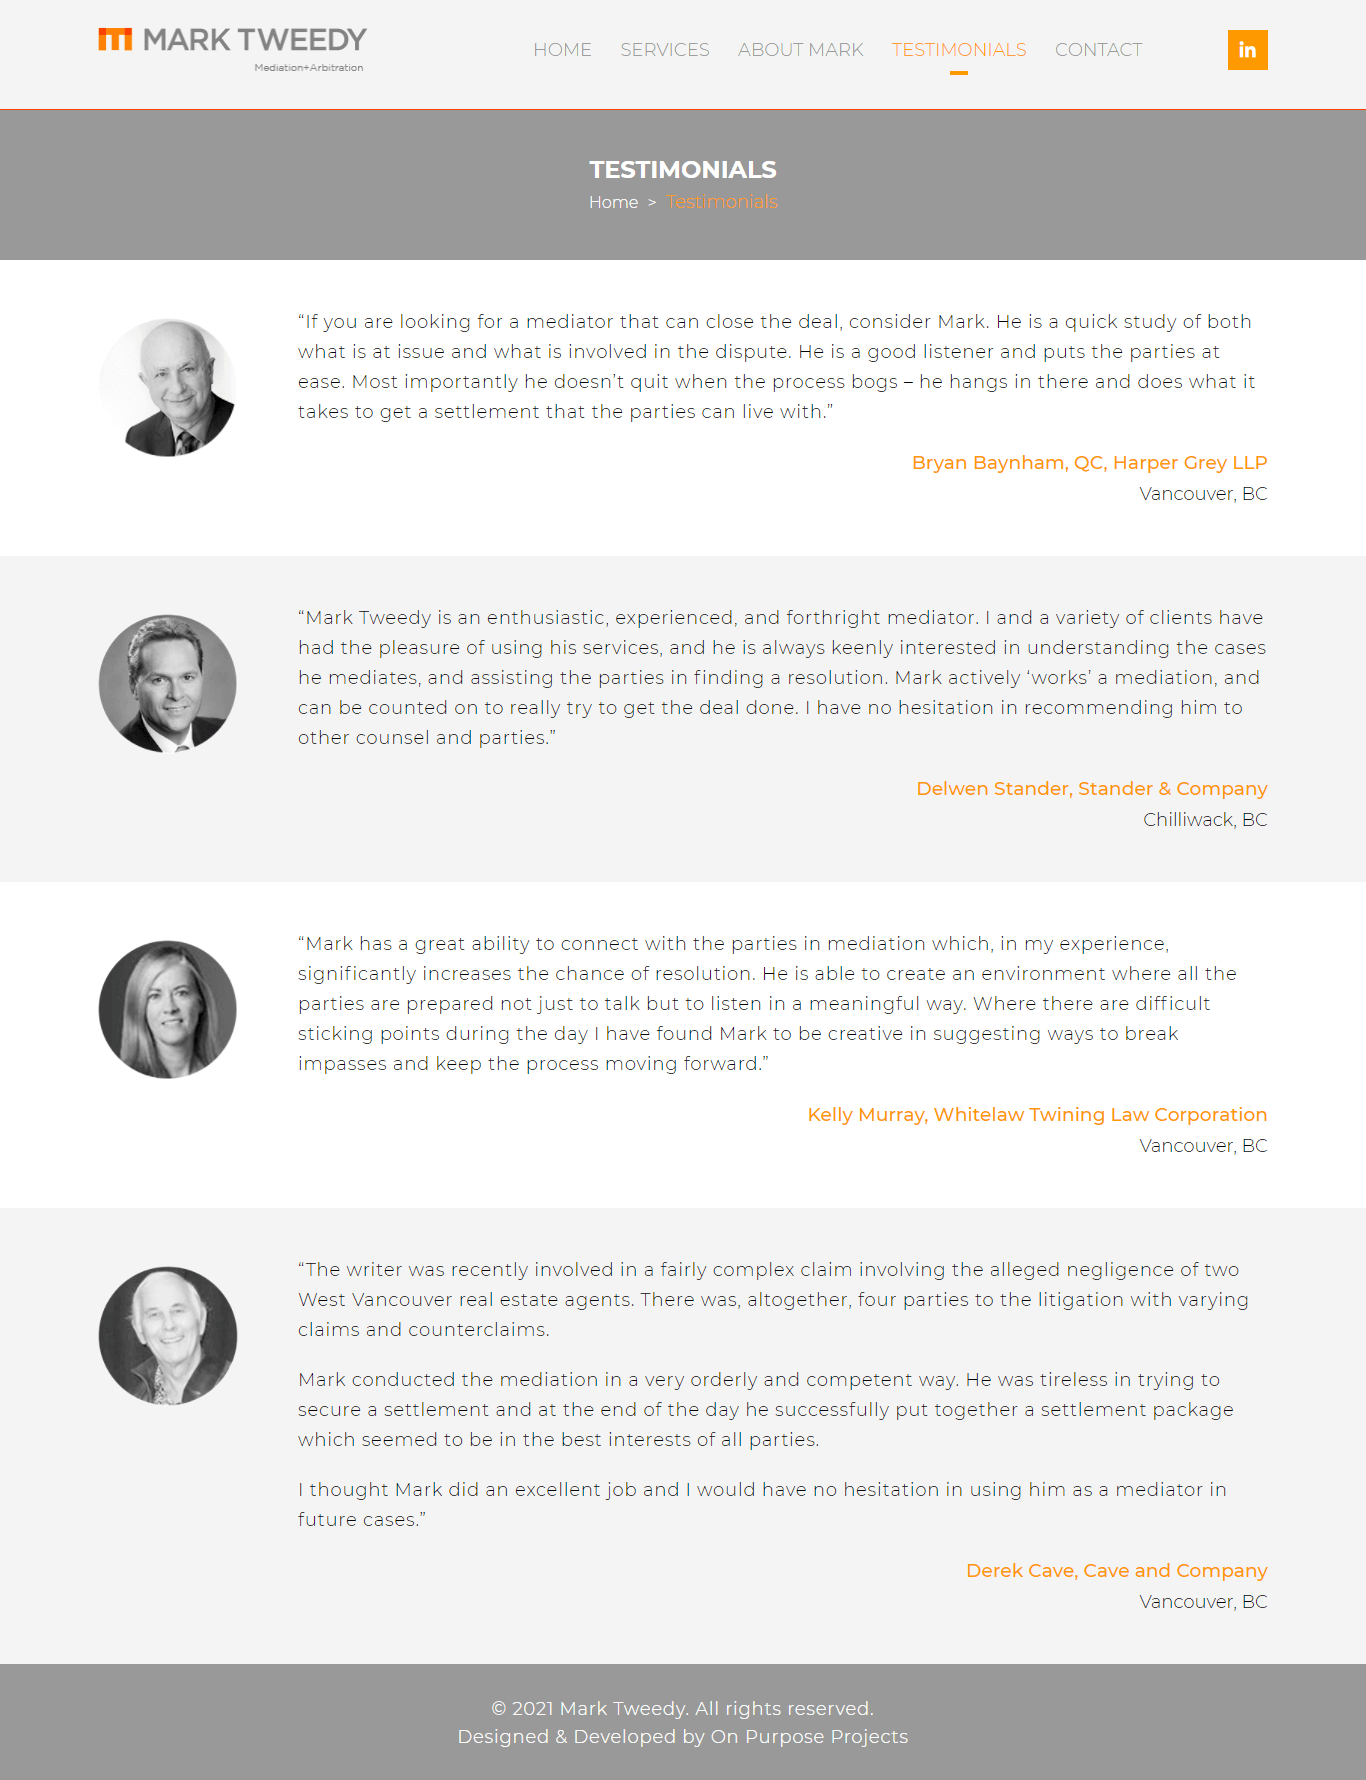 MARK TWEEDY
Mediation+Arbitration
HOME SERVICES ABOUT MARK TESTIMONIALS CONTACT
in
TESTIMONIALS
Home > Testimonials
“If you are looking for a mediator that can close the deal, consider Mark. He is a quick study of both
what is at issue and what is involved in the dispute. He is a good listener and puts the parties at
ease. Most importantly he doesn’t quit when the process bogs – he hangs in there and does what it
takes to get a settlement that the parties can live with.”
Bryan Baynham, QC, Harper Grey LLP
Vancouver, BC
“Mark Tweedy is an enthusiastic, experienced, and forthright mediator. I and a variety of clients have
had the pleasure of using his services, and he is always keenly interested in understanding the cases
he mediates, and assisting the parties in finding a resolution. Mark actively ‘works’ a mediation, and
can be counted on to really try to get the deal done. I have no hesitation in recommending him to
other counsel and parties.”
Delwen Stander, Stander & Company
Chilliwack, BC
“Mark has a great ability to connect with the parties in mediation which, in my experience,
significantly increases the chance of resolution. He is able to create an environment where all the
parties are prepared not just to talk but to listen in a meaningful way. Where there are difficult
sticking points during the day I have found Mark to be creative in suggesting ways to break
impasses and keep the process moving forward.”
Kelly Murray, Whitelaw Twining Law Corporation
Vancouver, BC
“The writer was recently involved in a fairly complex claim involving the alleged negligence of two
West Vancouver real estate agents. There was, altogether, four parties to the litigation with varying
claims and counterclaims.
Mark conducted the mediation in a very orderly and competent way. He was tireless in trying to
secure a settlement and at the end of the day he successfully put together a settlement package
which seemed to be in the best interests of all parties.
I thought Mark did an excellent job and I would have no hesitation in using him as a mediator in
future cases.”
Derek Cave, Cave and Company
Vancouver, BC
© 2021 Mark Tweedy. All rights reserved.
Designed & Developed by On Purpose Projects